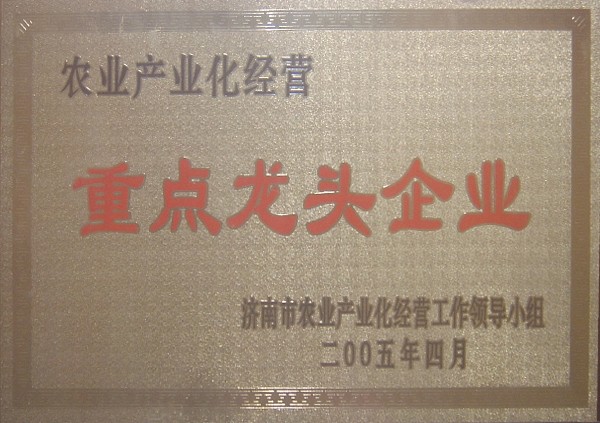 农业产业化经营
重点龙头企业
济南市农业产业化经营工作领导小组
二00五年四月